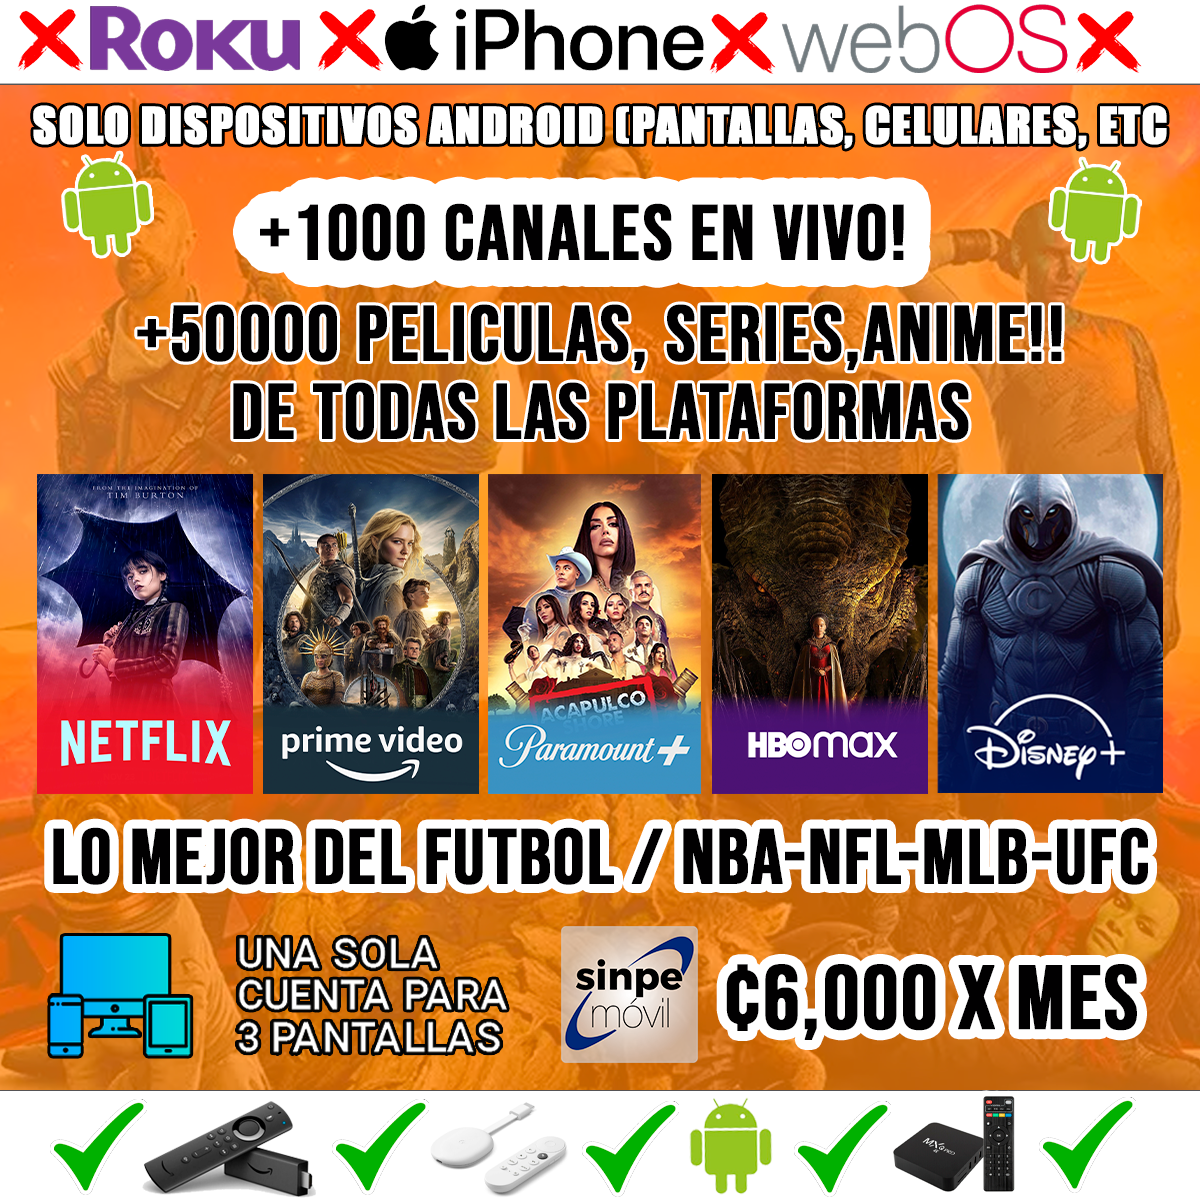 Roku iPhone webOS
SOLO DISPOSITIVOS ANDROID (PANTALLAS, CELULARES, ETC
+1000 CANALES EN VIVO!
+50000 PELICULAS, SERIES,ANIME!!
DE TODAS LAS PLATAFORMAS
FROM THE IMAGINATION OF
TIM BURTON
ACAPULCO
SHORE
NETFLIX
prime video
Paramount+
HBOmax
Disney+
LO MEJOR DEL FUTBOL / NBA-NFL-MLB-UFC
UNA SOLA
CUENTA PARA
3 PANTALLAS
sinpe
móvil
₡6,000 X MES